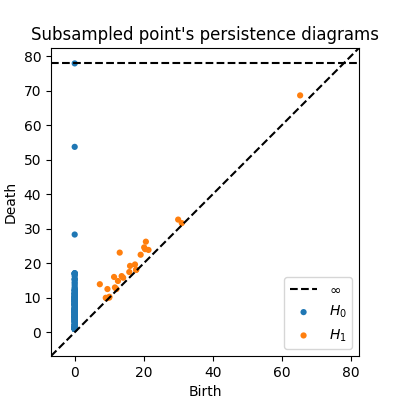 Subsampled point's persistence diagrams
80
70
60
50
40
30
20
10
0
Death
∞
H₀
H₁
0 20 40 60 80
Birth